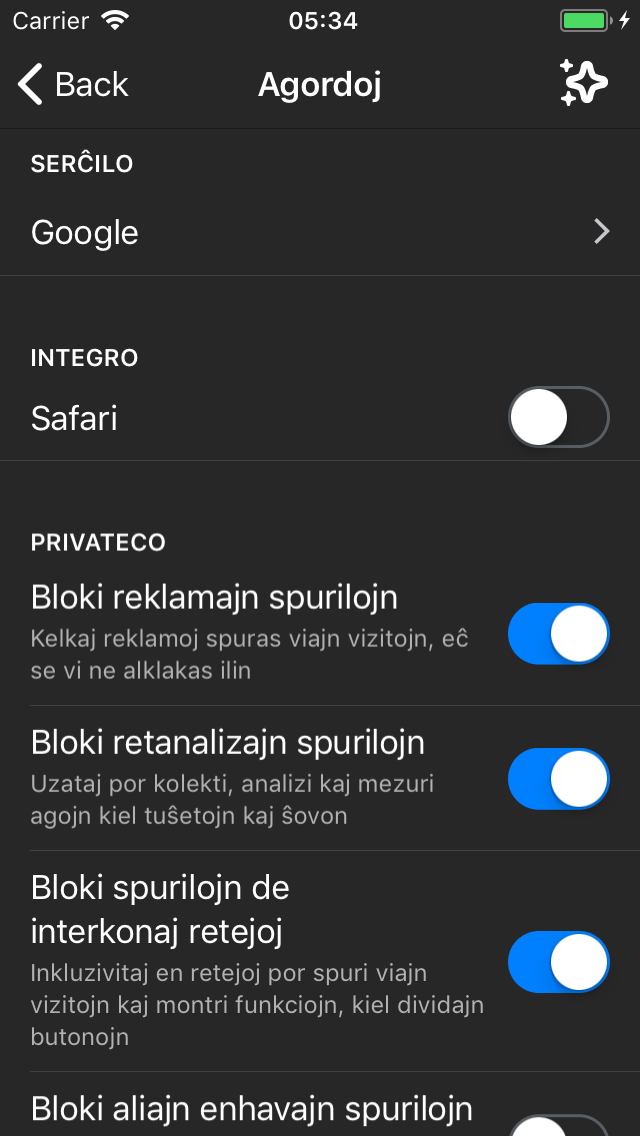 Carrier 05:34
Back Agordoj
SERĈILO
Google
INTEGRO
Safari
PRIVATECO
Bloki reklamajn spurilojn
Kelkaj reklamoj spuras viajn vizitojn, eĉ
se vi ne alklakas ilin
Bloki retanalizajn spurilojn
Uzataj por kolekti, analizi kaj mezuri
agojn kiel tuŝetojn kaj ŝovon
Bloki spurilojn de
interkonaj retejoj
Inkluzivitaj en retejoj por spuri viajn
vizitojn kaj montri funkciojn, kiel dividajn
butonojn
Bloki aliajn enhavajn spurilojn